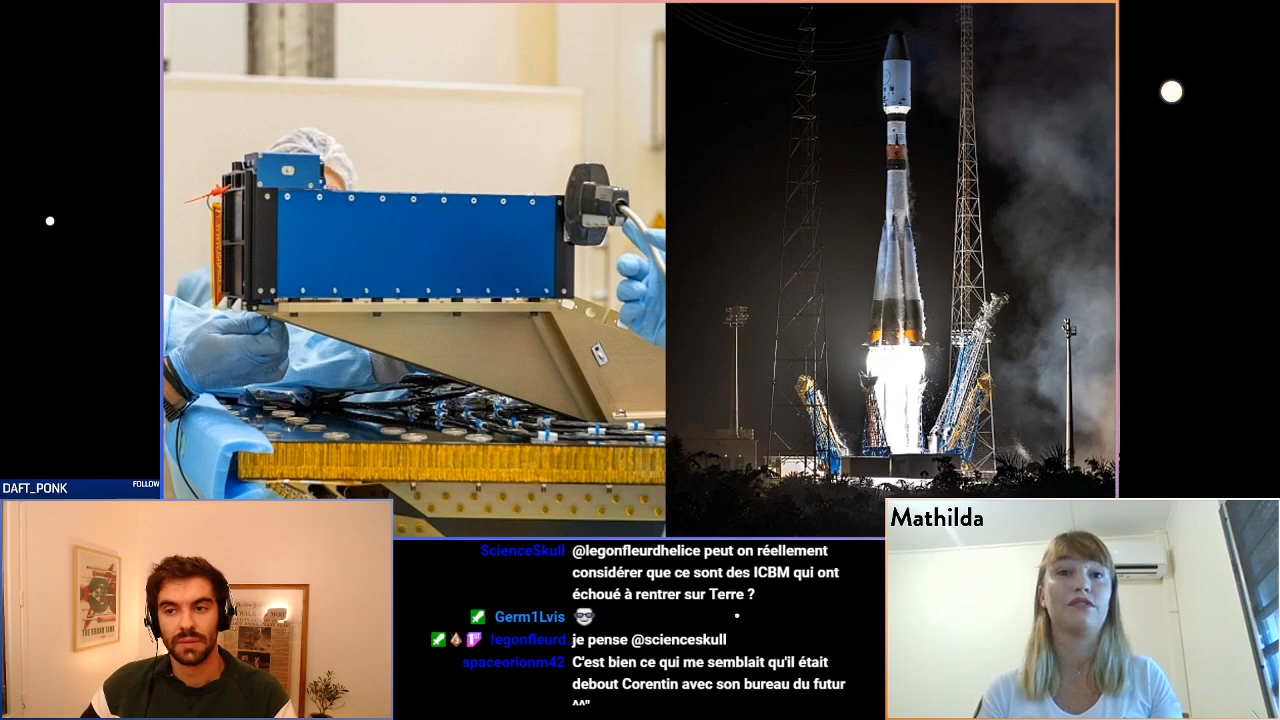 DAFT_PONK
FOLLOW
Mathilda
ScienceSkull @legonfleurdhelice peut on réellement
considérer que ce sont des ICBM qui ont
échoué à rentrer sur Terre ?
Germ1Lvis
legonfleurd. je pense @scienceskull
spaceorionm42 C'est bien ce qui me semblait qu'il était
debout Corentin avec son bureau du futur
^^"